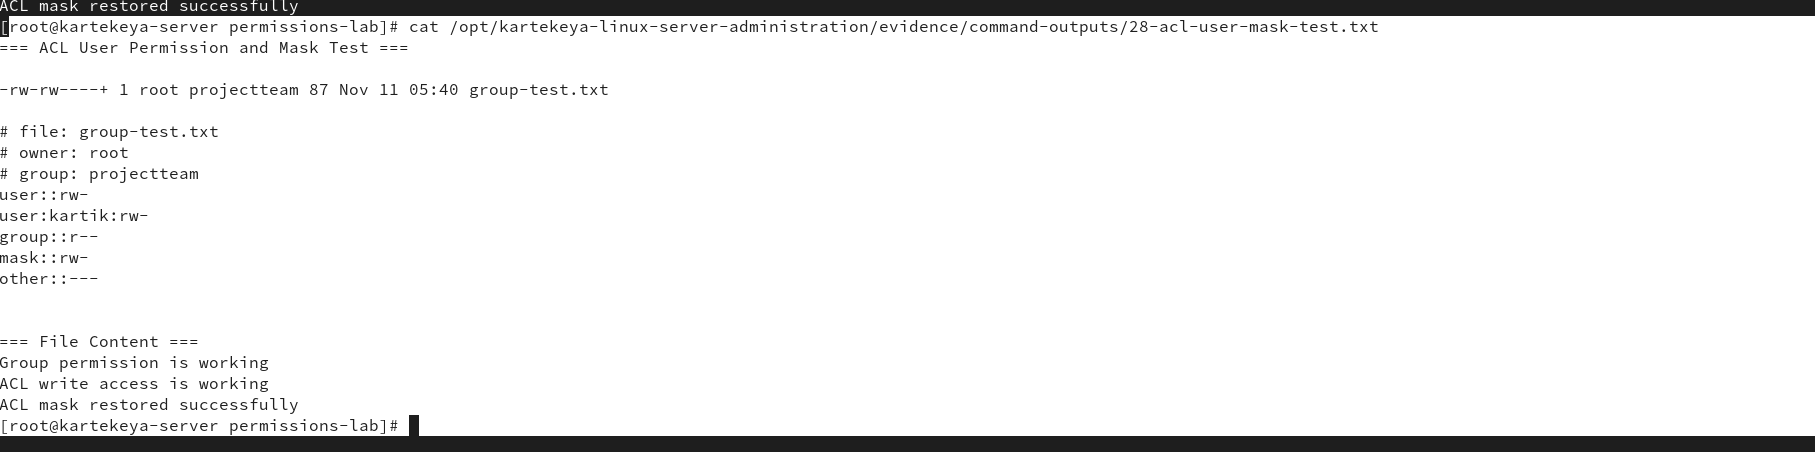 ACL mask restored successfully
[root@kartekeya-server permissions-lab]# cat /opt/kartekeya-linux-server-administration/evidence/command-outputs/28-acl-user-mask-test.txt
=== ACL User Permission and Mask Test ===
-rw-rw----+ 1 root projectteam 87 Nov 11 05:40 group-test.txt
# file: group-test.txt
# owner: root
# group: projectteam
user::rw-
user:kartik:rw-
group::r--
mask::rw-
other::---
=== File Content ===
Group permission is working
ACL write access is working
ACL mask restored successfully
[root@kartekeya-server permissions-lab]#